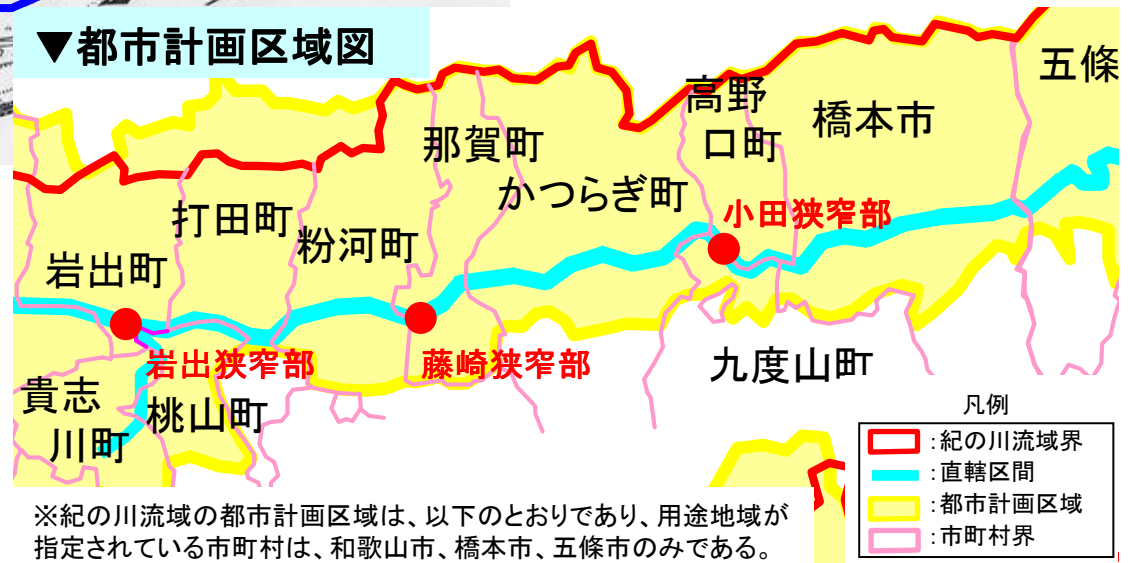 ▼都市計画区域図
五條
高野
口町
橋本市
那賀町
かつらぎ町
打田町
粉河町
小田狭窄部
岩出町
岩出狭窄部
藤崎狭窄部
九度山町
貴志
川町
桃山町
凡例
:紀の川流域界
:直轄区間
:都市計画区域
:市町村界
※紀の川流域の都市計画区域は、以下のとおりであり、用途地域が
指定されている市町村は、和歌山市、橋本市、五條市のみである。